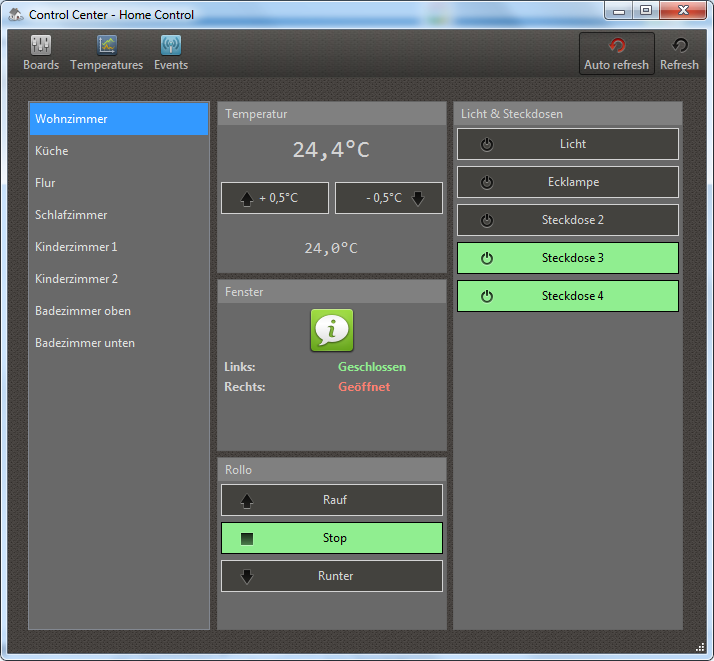 Control Center - Home Control
Boards Temperatures Events Auto refresh Refresh
Wohnzimmer
Küche
Flur
Schlafzimmer
Kinderzimmer 1
Kinderzimmer 2
Badezimmer oben
Badezimmer unten
Temperatur
24,4°C
+ 0,5°C - 0,5°C
24,0°C
Fenster
Links: Geschlossen
Rechts: Geöffnet
Rollo
Rauf
Stop
Runter
Licht & Steckdosen
Licht
Ecklampe
Steckdose 2
Steckdose 3
Steckdose 4